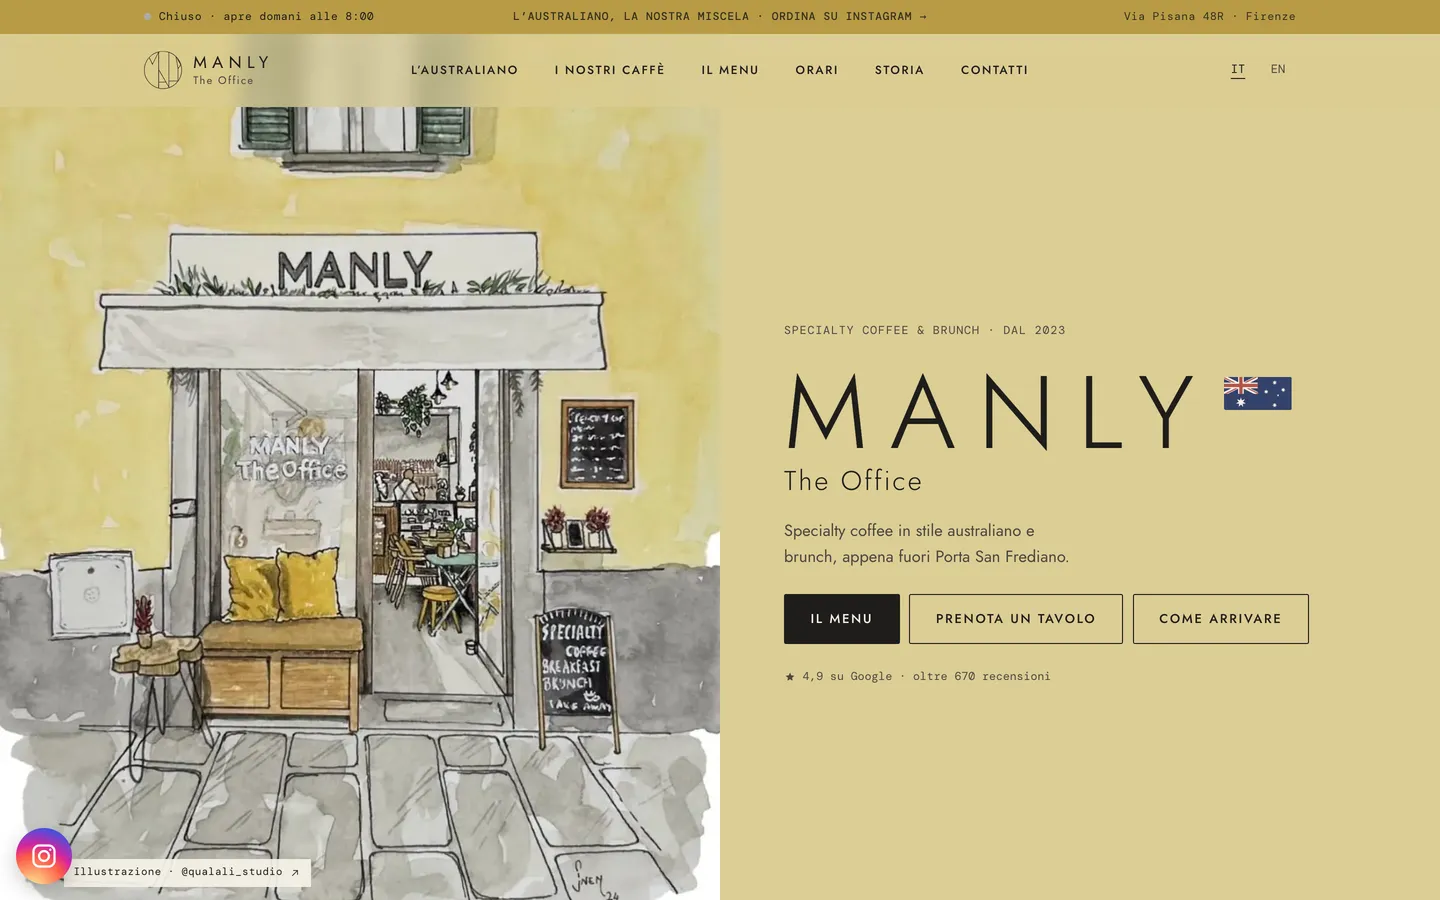 Chiuso · apre domani alle 8:00
L'AUSTRALIANO, LA NOSTRA MISCELA · ORDINA SU INSTAGRAM →
Via Pisana 48R · Firenze
MANLY
The Office
L'AUSTRALIANO
I NOSTRI CAFFÈ
IL MENU
ORARI
STORIA
CONTATTI
IT
EN
MANLY
MANLY
The Office
SPECIALTY
COFFEE
BREAKFAST
BRUNCH
TAKE AWAY
SPECIALTY COFFEE & BRUNCH · DAL 2023
MANLY
The Office
Specialty coffee in stile australiano e
brunch, appena fuori Porta San Frediano.
IL MENU
PRENOTA UN TAVOLO
COME ARRIVARE
★ 4,9 su Google · oltre 670 recensioni
Illustrazione · @qualali_studio ↗